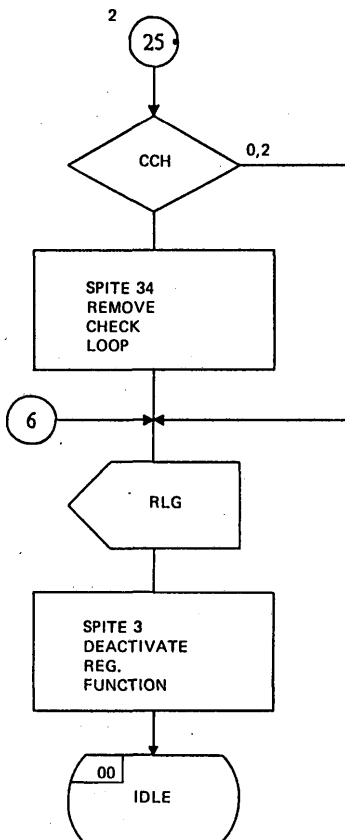 2
25
CCH
0,2
SPITE 34
REMOVE
CHECK
LOOP
6
RLG
SPITE 3
DEACTIVATE
REG.
FUNCTION
00
IDLE